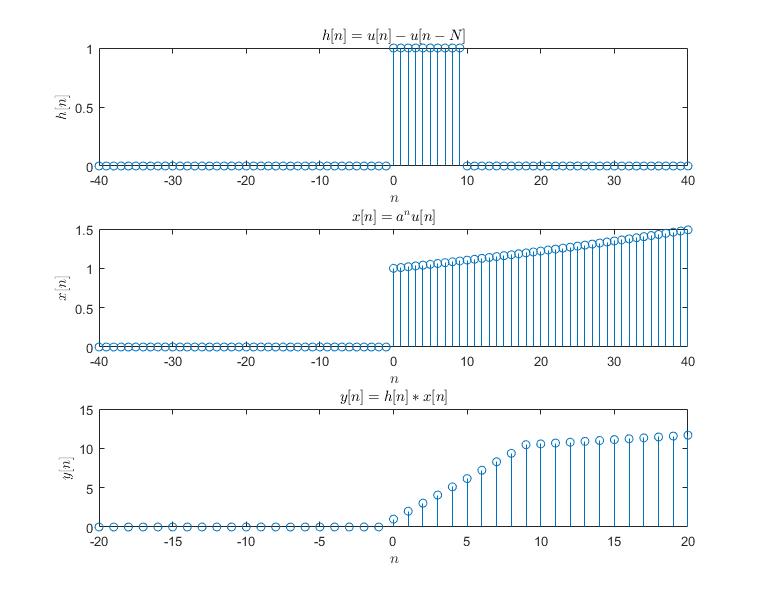 h[n] = u[n] − u[n − N]
1
0.5
0
h[n]
-40 -30 -20 -10 0 10 20 30 40
n
x[n] = aⁿu[n]
1.5
1
0.5
0
x[n]
-40 -30 -20 -10 0 10 20 30 40
n
y[n] = h[n] ∗ x[n]
15
10
5
0
y[n]
-20 -15 -10 -5 0 5 10 15 20
n